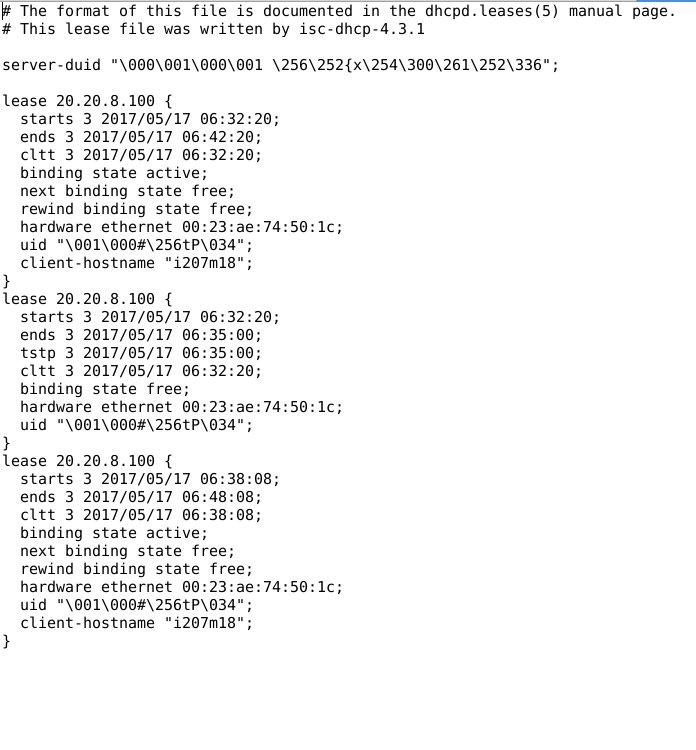 # The format of this file is documented in the dhcpd.leases(5) manual page.
# This lease file was written by isc-dhcp-4.3.1

server-duid "\000\001\000\001 \256\252{x\254\300\261\252\336";

lease 20.20.8.100 {
  starts 3 2017/05/17 06:32:20;
  ends 3 2017/05/17 06:42:20;
  cltt 3 2017/05/17 06:32:20;
  binding state active;
  next binding state free;
  rewind binding state free;
  hardware ethernet 00:23:ae:74:50:1c;
  uid "\001\000#\256tP\034";
  client-hostname "i207m18";
}
lease 20.20.8.100 {
  starts 3 2017/05/17 06:32:20;
  ends 3 2017/05/17 06:35:00;
  tstp 3 2017/05/17 06:35:00;
  cltt 3 2017/05/17 06:32:20;
  binding state free;
  hardware ethernet 00:23:ae:74:50:1c;
  uid "\001\000#\256tP\034";
}
lease 20.20.8.100 {
  starts 3 2017/05/17 06:38:08;
  ends 3 2017/05/17 06:48:08;
  cltt 3 2017/05/17 06:38:08;
  binding state active;
  next binding state free;
  rewind binding state free;
  hardware ethernet 00:23:ae:74:50:1c;
  uid "\001\000#\256tP\034";
  client-hostname "i207m18";
}